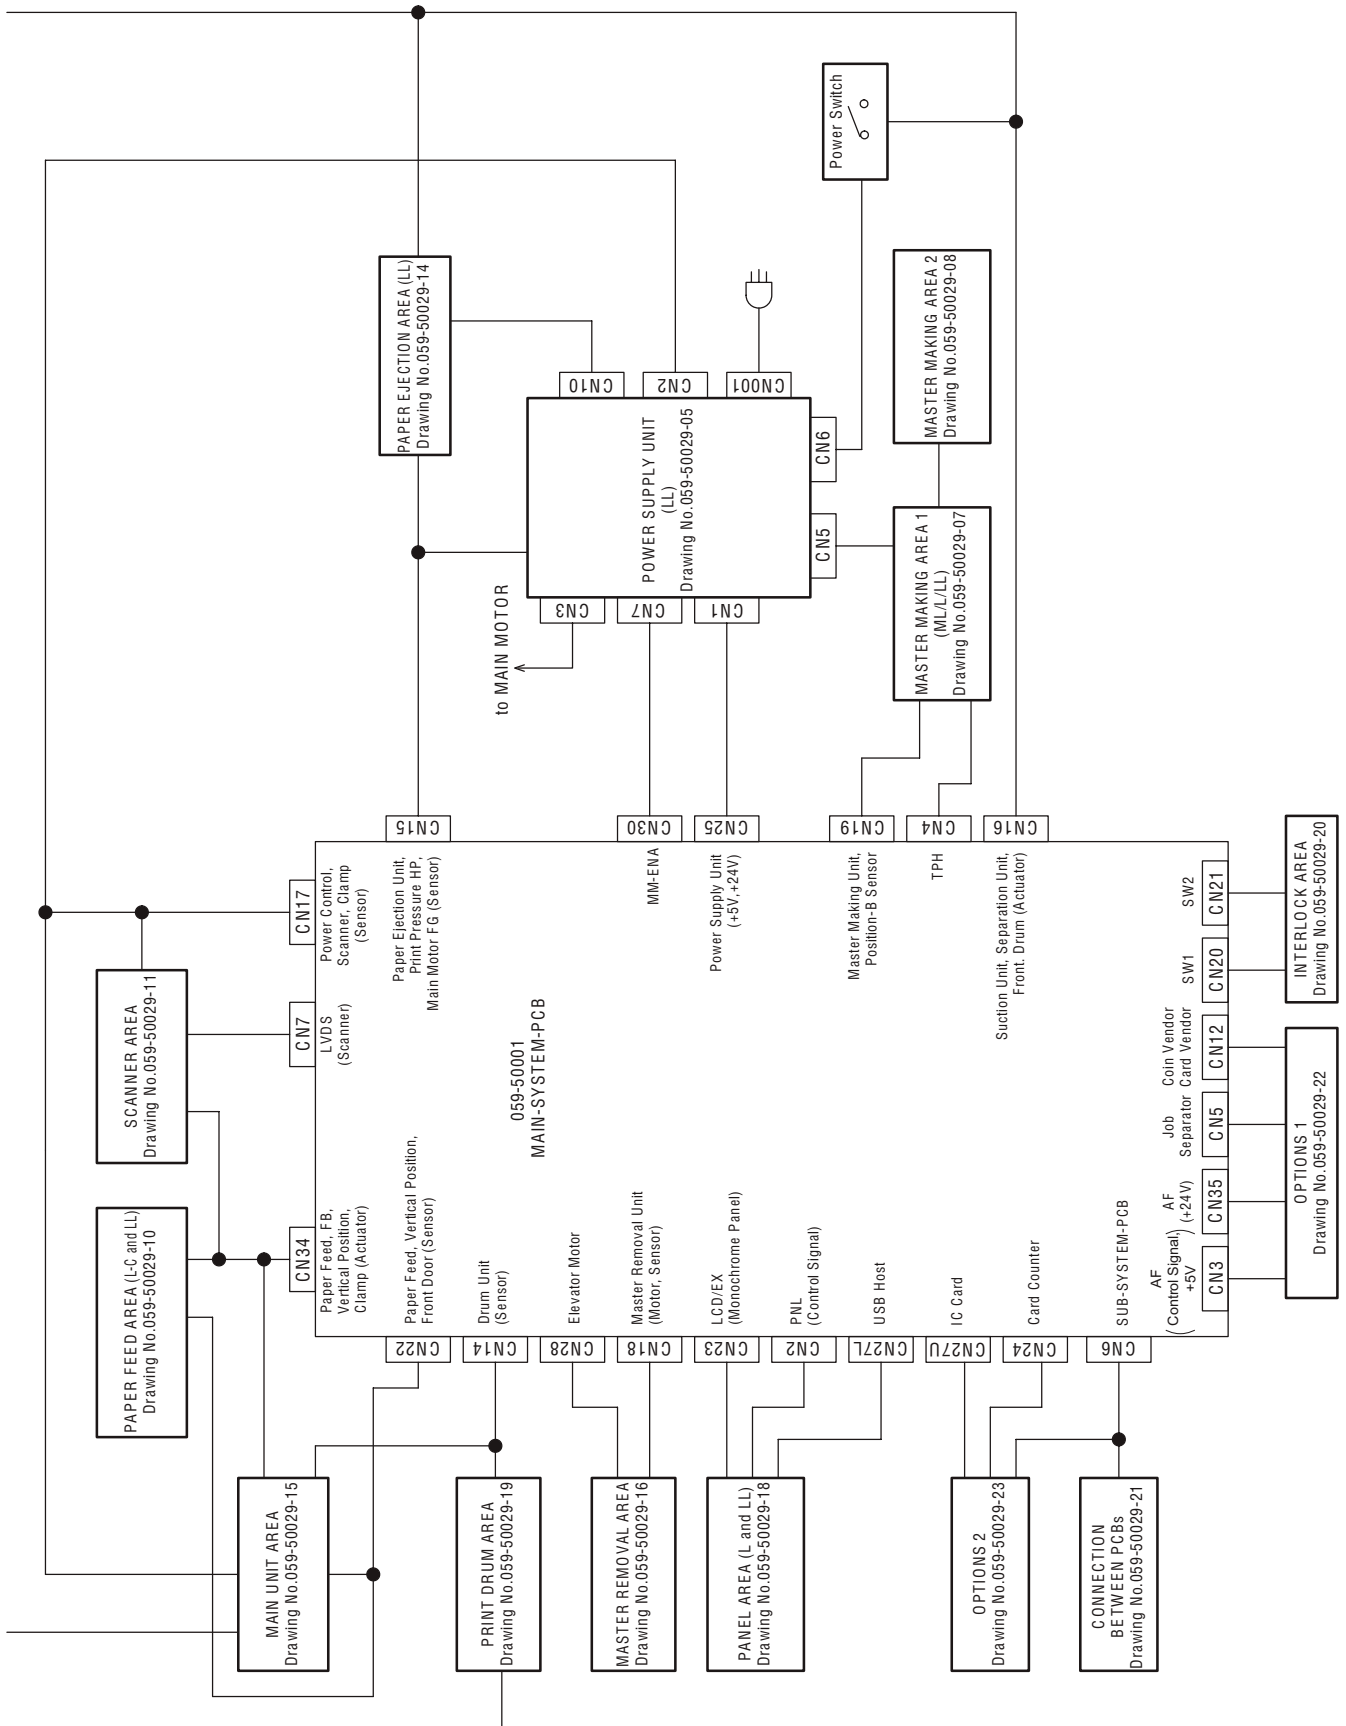 Power Switch
PAPER EJECTION AREA (LL)
Drawing No.059-50029-14
MASTER MAKING AREA 2
Drawing No.059-50029-08
CN10
CN2
CN001
POWER SUPPLY UNIT
(LL)
Drawing No.059-50029-05
CN6
CN5
CN3
CN7
CN1
to MAIN MOTOR
MASTER MAKING AREA 1
(ML/L/LL)
Drawing No.059-50029-07
CN15
CN30
CN25
CN19
CN4
CN16
Paper Ejection Unit,
Print Pressure HP,
Main Motor FG (Sensor)
MM-ENA
Power Supply Unit
(+5V,+24V)
Master Making Unit,
Position-B Sensor
TPH
Suction Unit, Separation Unit,
Front. Drum (Actuator)
CN17
Power Control,
Scanner, Clamp
(Sensor)
SCANNER AREA
Drawing No.059-50029-11
CN7
LVDS
(Scanner)
059-50001
MAIN-SYSTEM-PCB
SW2
CN21
SW1
CN20
INTERLOCK AREA
Drawing No.059-50029-20
Coin Vendor
Card Vendor
CN12
Job
Separator
CN5
AF
(+24V)
CN35
AF
(Control Signal,
+5V)
CN3
OPTIONS 1
Drawing No.059-50029-22
PAPER FEED AREA (L-C and LL)
Drawing No.059-50029-10
CN34
Paper Feed, FB,
Vertical Position,
Clamp (Actuator)
Paper Feed, Vertical Position,
Front Door (Sensor)
Drum Unit
(Sensor)
Elevator Motor
Master Removal Unit
(Motor, Sensor)
LCD/EX
(Monochrome Panel)
PNL
(Control Signal)
USB Host
IC Card
Card Counter
SUB-SYSTEM-PCB
CN22
CN14
CN28
CN18
CN23
CN2
CN27L
CN27U
CN24
CN6
MAIN UNIT AREA
Drawing No.059-50029-15
PRINT DRUM AREA
Drawing No.059-50029-19
MASTER REMOVAL AREA
Drawing No.059-50029-16
PANEL AREA (L and LL)
Drawing No.059-50029-18
OPTIONS 2
Drawing No.059-50029-23
CONNECTION
BETWEEN PCBs
Drawing No.059-50029-21